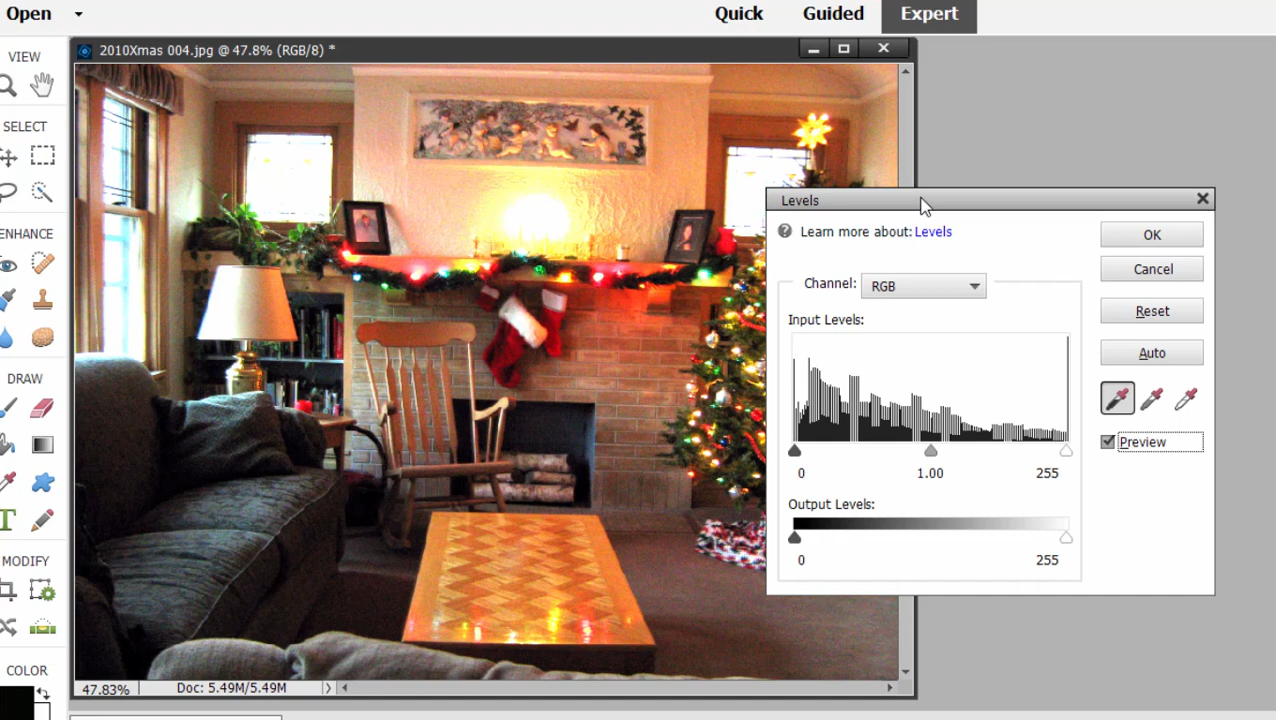 Open
Quick
Guided
Expert
VIEW
SELECT
ENHANCE
DRAW
T
MODIFY
COLOR
2010Xmas 004.jpg @ 47.8% (RGB/8) *
47.83%
Doc: 5.49M/5.49M
Levels
Learn more about: Levels
OK
Channel: RGB
Cancel
Input Levels:
Reset
Auto
Preview
0 1.00 255
Output Levels:
0 255